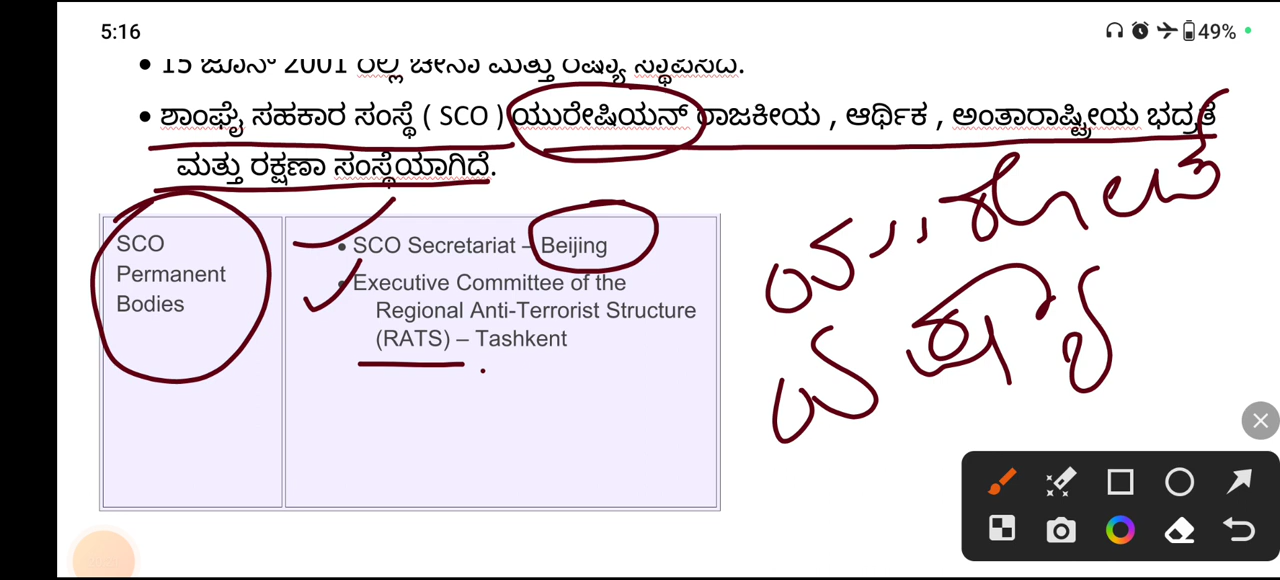 5:16
49%
• 15 ಜೂನ್ 2001 ರಲ್ಲಿ ಚೀನಾ ಮತ್ತು ರಷ್ಯಾ ಸ್ಥಾಪಿಸಿದೆ.
• ಶಾಂಘೈ ಸಹಕಾರ ಸಂಸ್ಥೆ ( SCO ) ಯುರೇಷಿಯನ್ ರಾಜಕೀಯ , ಆರ್ಥಿಕ , ಅಂತಾರಾಷ್ಟ್ರೀಯ ಭದ್ರತೆ
ಮತ್ತು ರಕ್ಷಣಾ ಸಂಸ್ಥೆಯಾಗಿದೆ.
SCO
Permanent
Bodies
• SCO Secretariat – Beijing
• Executive Committee of the
Regional Anti-Terrorist Structure
(RATS) – Tashkent